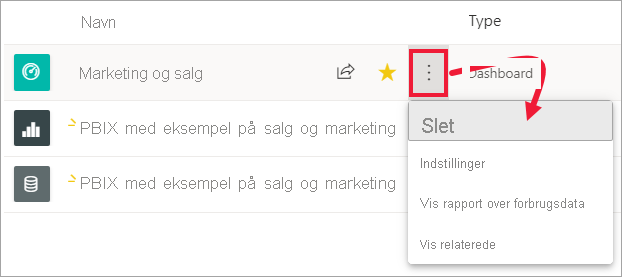 Navn Type
Marketing og salg Dashboard
PBIX med eksempel på salg og marketing
Slet
Indstillinger
PBIX med eksempel på salg og marketing
Vis rapport over forbrugsdata
Vis relaterede